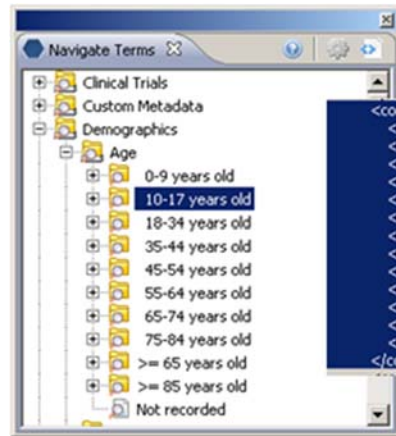 Navigate Terms
Clinical Trials
Custom Metadata
Demographics
Age
0-9 years old
10-17 years old
18-34 years old
35-44 years old
45-54 years old
55-64 years old
65-74 years old
75-84 years old
>= 65 years old
>= 85 years old
Not recorded
<co
<
<
<
<
<
<
<
<
<
<
</co